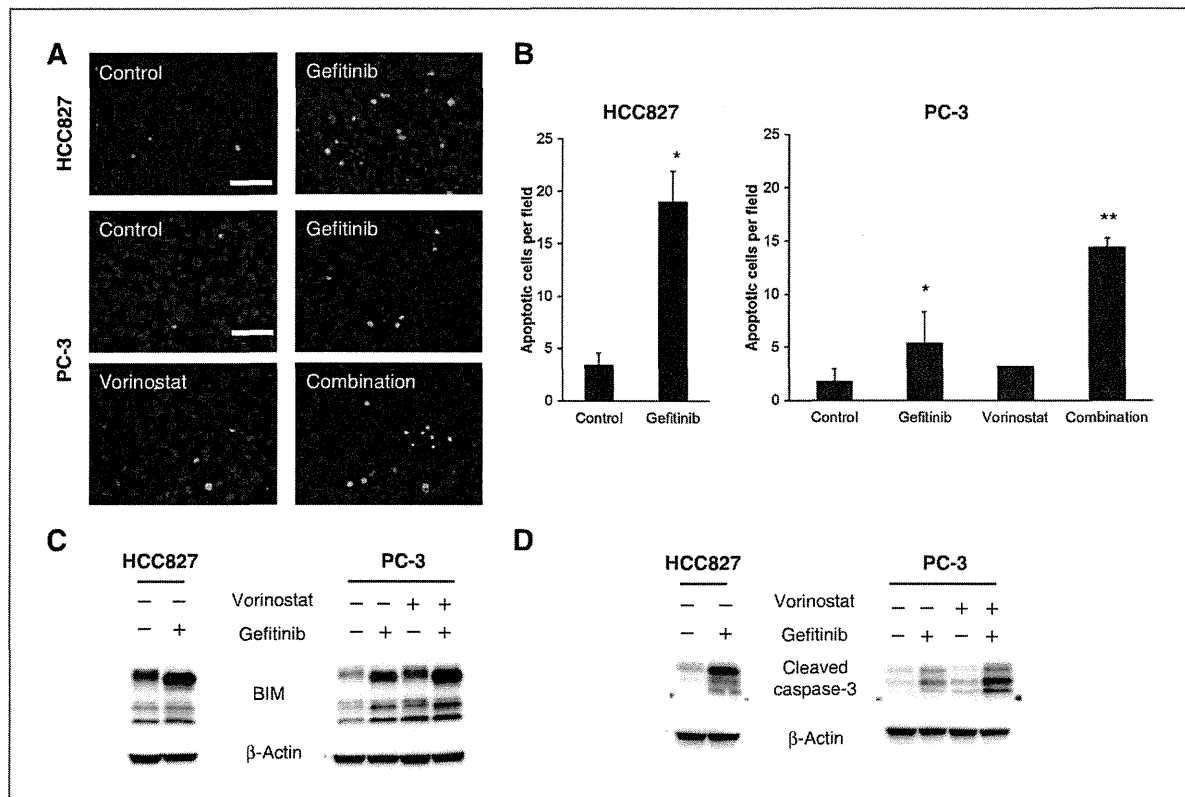 A
HCC827
Control
Gefitinib
PC-3
Control
Gefitinib
Vorinostat
Combination
B
HCC827
Apoptotic cells per field
25
20
15
10
5
0
*
Control
Gefitinib
PC-3
Apoptotic cells per field
25
20
15
10
5
0
*
**
Control
Gefitinib
Vorinostat
Combination
C
HCC827
PC-3
− − Vorinostat − − + +
− + Gefitinib − + − +
BIM
β-Actin
D
HCC827
PC-3
− − Vorinostat − − + +
− + Gefitinib − + − +
Cleaved
caspase-3
β-Actin